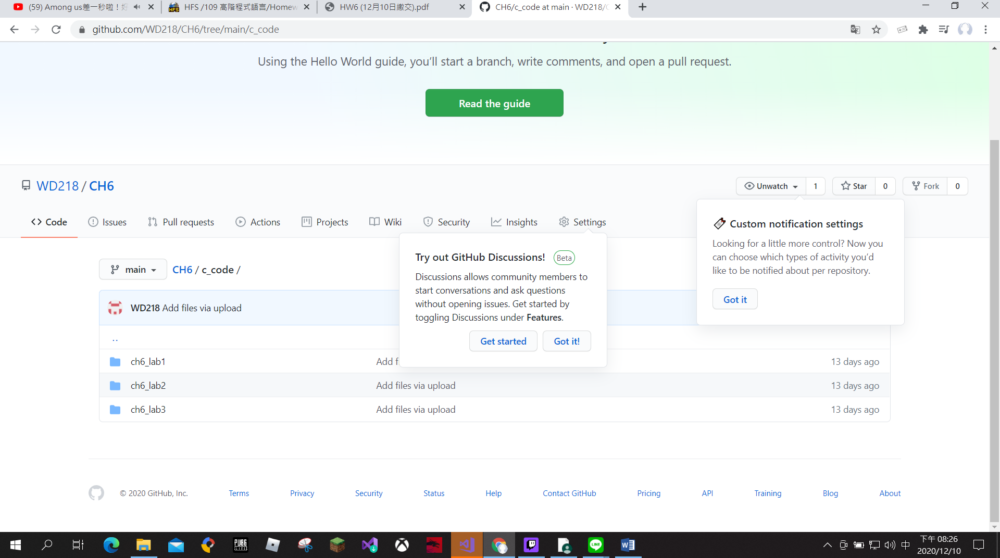 (59) Among us差一秒啦！好
HFS /109 高階程式語言/Homew
HW6 (12月10日繳交).pdf
CH6/c_code at main · WD218/C
github.com/WD218/CH6/tree/main/c_code
Using the Hello World guide, you’ll start a branch, write comments, and open a pull request.
Read the guide
WD218 / CH6
Unwatch 1
Star 0
Fork 0
Code
Issues
Pull requests
Actions
Projects
Wiki
Security
Insights
Settings
Custom notification settings
Looking for a little more control? Now you
can choose which types of activity you’d
like to be notified about per repository.
Got it
Try out GitHub Discussions! Beta
Discussions allows community members to
start conversations and ask questions
without opening issues. Get started by
toggling Discussions under Features.
Get started
Got it!
main
CH6 / c_code /
WD218 Add files via upload
..
ch6_lab1 Add f 13 days ago
ch6_lab2 Add files via upload 13 days ago
ch6_lab3 Add files via upload 13 days ago
© 2020 GitHub, Inc. Terms Privacy Security Status Help Contact GitHub Pricing API Training Blog About
HFS
PUBG
LITE
LINE
中
下午 08:26
2020/12/10